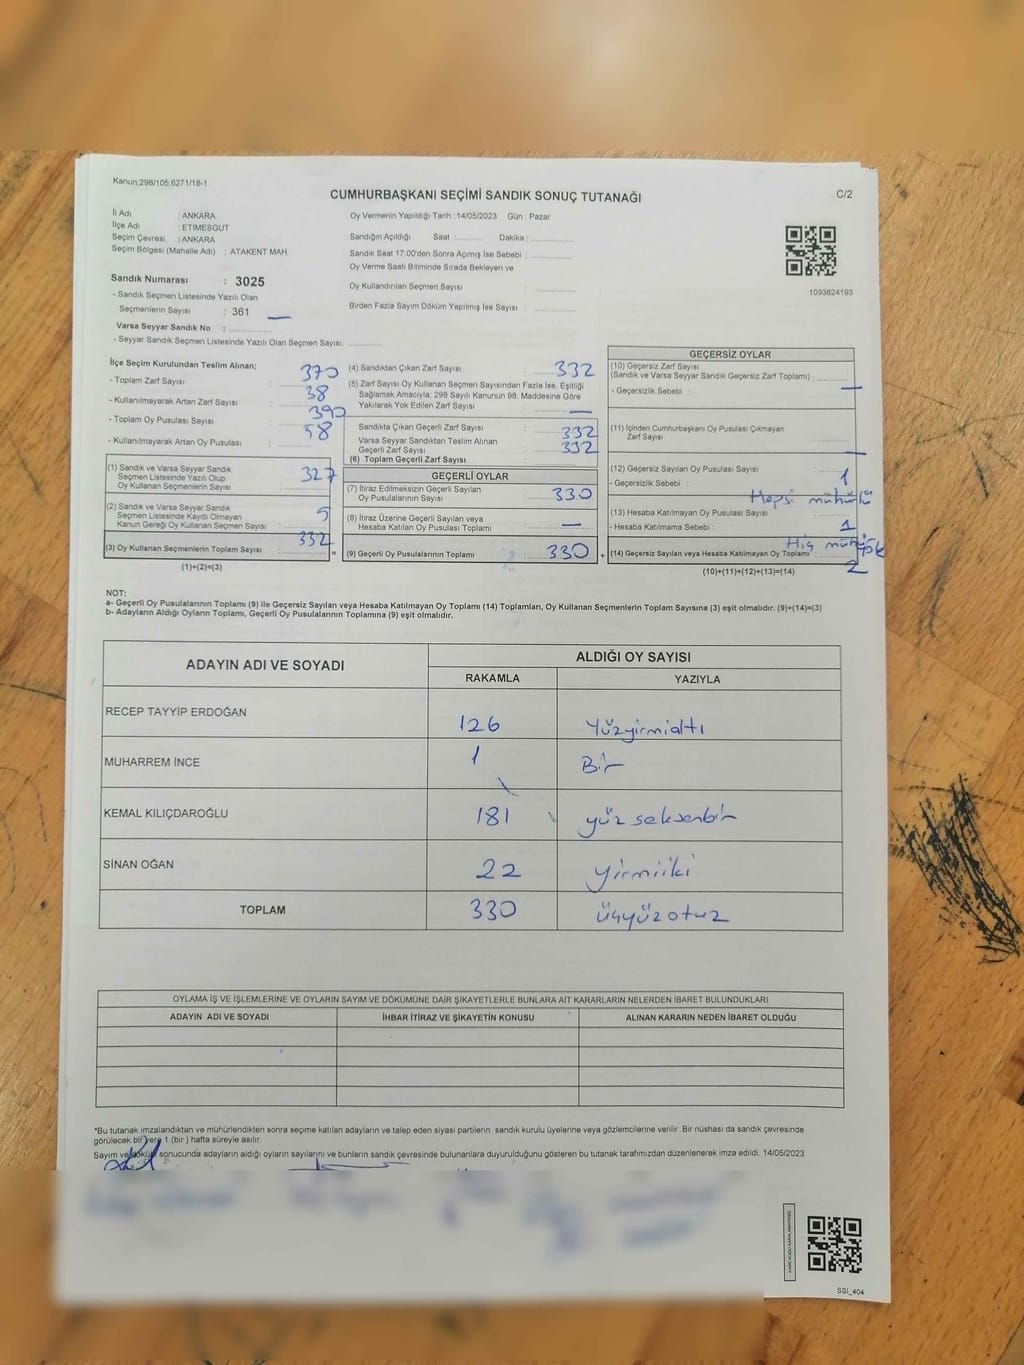 Kanun:298/105;6271/18-1
CUMHURBAŞKANI SEÇİMİ SANDIK SONUÇ TUTANAĞI
C/2
İl Adı : ANKARA
İlçe Adı : ETİMESGUT
Seçim Çevresi : ANKARA
Seçim Bölgesi (Mahalle Adı) : ATAKENT MAH.
Oy Vermenin Yapıldığı Tarih :14/05/2023 Gün : Pazar
Sandığın Açıldığı Saat :.......... Dakika :..............
Sandık Saat 17:00'den Sonra Açımış İse Sebebi :..............
Oy Verme Saati Bitiminde Sırada Bekleyen ve
Oy Kullandırılan Seçmen Sayısı :..............
Birden Fazla Sayım Döküm Yapılmış İse Sayısı :..............
1093824193
Sandık Numarası : 3025
- Sandık Seçmen Listesinde Yazılı Olan
Seçmenlerin Sayısı : 361 —
Varsa Seyyar Sandık No :..............
- Seyyar Sandık Seçmen Listesinde Yazılı Olan Seçmen Sayısı:..............
İlçe Seçim Kurulundan Teslim Alınan;
- Toplam Zarf Sayısı : 370
- Kullanılmayarak Artan Zarf Sayısı : 38
- Toplam Oy Pusulası Sayısı : 390
- Kullanılmayarak Artan Oy Pusulası : 58
(1) Sandık ve Varsa Seyyar Sandık
Seçmen Listesinde Yazılı Olup
Oy Kullanan Seçmenlerin Sayısı : 327
(2) Sandık ve Varsa Seyyar Sandık
Seçmen Listesinde Kayıtlı Olmayan
Kanun Gereği Oy Kullanan Seçmen Sayısı : 5
(3) Oy Kullanan Seçmenlerin Toplam Sayısı : 332 =
(1)+(2)=(3)
(4) Sandıktan Çıkan Zarf Sayısı : 332
(5) Zarf Sayısı Oy Kullanan Seçmen Sayısından Fazla İse, Eşitliği
Sağlamak Amacıyla; 298 Sayılı Kanunun 98. Maddesine Göre
Yakılarak Yok Edilen Zarf Sayısı : —
Sandıkta Çıkan Geçerli Zarf Sayısı : 332
Varsa Seyyar Sandıktan Teslim Alınan
Geçerli Zarf Sayısı : 332
(6) Toplam Geçerli Zarf Sayısı :
GEÇERLİ OYLAR
(7) İtiraz Edilmeksizin Geçerli Sayılan
Oy Pusulalarının Sayısı : 330
(8) İtiraz Üzerine Geçerli Sayılan veya
Hesaba Katılan Oy Pusulası Toplamı : —
(9) Geçerli Oy Pusulalarının Toplamı : 330 +
GEÇERSİZ OYLAR
(10) Geçersiz Zarf Sayısı
(Sandık ve Varsa Seyyar Sandık Geçersiz Zarf Toplamı) :
- Geçersizlik Sebebi : —
(11) İçinden Cumhurbaşkanı Oy Pusulası Çıkmayan
Zarf Sayısı : —
(12) Geçersiz Sayılan Oy Pusulası Sayısı : 1
- Geçersizlik Sebebi : Hepsi mühürlü
(13) Hesaba Katılmayan Oy Pusulası Sayısı : 1
- Hesaba Katılmama Sebebi : Hiç mühür yok
(14) Geçersiz Sayılan veya Hesaba Katılmayan Oy Toplamı : 2
(10)+(11)+(12)+(13)=(14)
NOT:
a- Geçerli Oy Pusulalarının Toplamı (9) ile Geçersiz Sayılan veya Hesaba Katılmayan Oy Toplamı (14) Toplamları, Oy Kullanan Seçmenlerin Toplam Sayısına (3) eşit olmalıdır. (9)+(14)=(3)
b- Adayların Aldığı Oyların Toplamı, Geçerli Oy Pusulalarının Toplamına (9) eşit olmalıdır.
ADAYIN ADI VE SOYADI ALDIĞI OY SAYISI
RAKAMLA YAZIYLA
RECEP TAYYİP ERDOĞAN 126 Yüzyirmialtı
MUHARREM İNCE 1 Bir
KEMAL KILIÇDAROĞLU 181 yüz seksenbir
SİNAN OĞAN 22 yirmiiki
TOPLAM 330 üçyüzotuz
OYLAMA İŞ VE İŞLEMLERİNE VE OYLARIN SAYIM VE DÖKÜMÜNE DAİR ŞİKAYETLERLE BUNLARA AİT KARARLARIN NELERDEN İBARET BULUNDUKLARI
ADAYIN ADI VE SOYADI İHBAR İTİRAZ VE ŞİKAYETİN KONUSU ALINAN KARARIN NEDEN İBARET OLDUĞU
*Bu tutanak imzalandıktan ve mühürlendikten sonra seçime katılan adayların ve talep eden siyasi partilerin sandık kurulu üyelerine veya gözlemcilerine verilir. Bir nüshası da sandık çevresinde
görülecek bir yere 1 (bir ) hafta süreyle asılır.
Sayım ve döküm sonucunda adayların aldığı oyların sayılarını ve bunların sandık çevresinde bulunanlara duyurulduğunu gösteren bu tutanak tarafımızdan düzenlenerek imza edildi. 14/05/2023
SSI_404